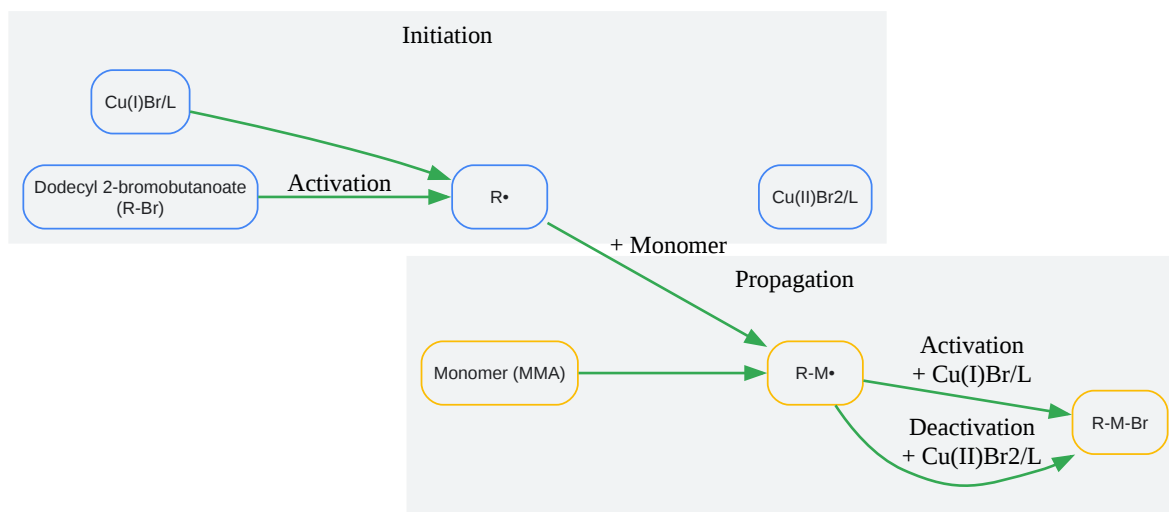 Initiation
Cu(I)Br/L
Dodecyl 2-bromobutanoate
(R-Br)
Activation
R•
Cu(II)Br2/L
+ Monomer
Propagation
Monomer (MMA)
R-M•
Activation
+ Cu(I)Br/L
Deactivation
+ Cu(II)Br2/L
R-M-Br